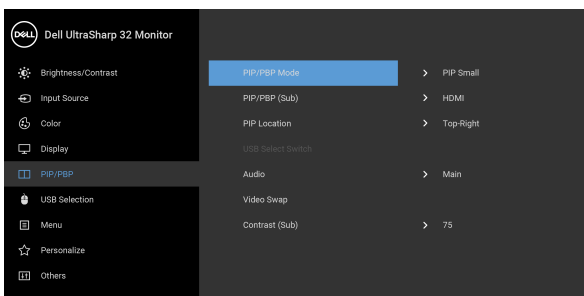 DELL Dell UltraSharp 32 Monitor
Brightness/Contrast
Input Source
Color
Display
PIP/PBP
USB Selection
Menu
Personalize
Others
PIP/PBP Mode > PIP Small
PIP/PBP (Sub) > HDMI
PIP Location > Top-Right
USB Select Switch
Audio > Main
Video Swap
Contrast (Sub) > 75